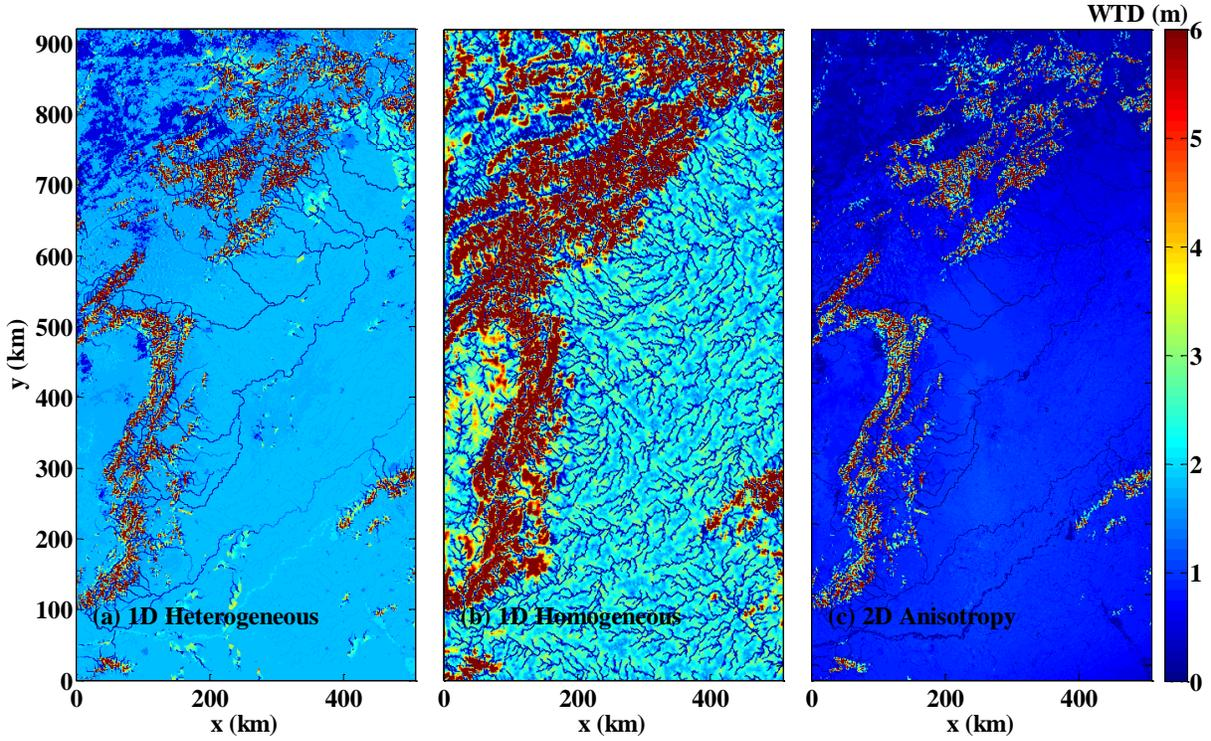 WTD (m)
900
800
700
600
500
400
300
200
100
0
y (km)
(a) 1D Heterogeneous
(b) 1D Homogeneous
(c) 2D Anisotropy
0 200 400
0 200 400
0 200 400
x (km)
x (km)
x (km)
6
5
4
3
2
1
0